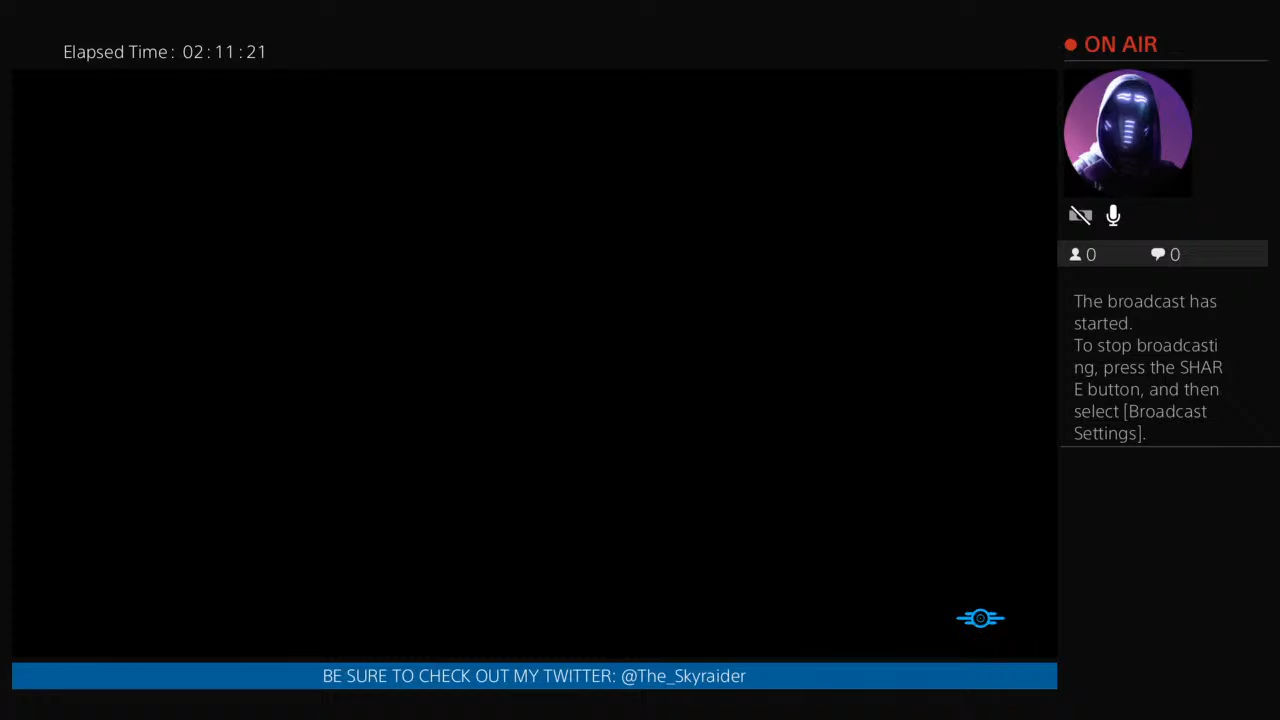 Elapsed Time: 02:11:21
ON AIR
0 0
The broadcast has
started.
To stop broadcasti
ng, press the SHAR
E button, and then
select [Broadcast
Settings].
BE SURE TO CHECK OUT MY TWITTER: @The_Skyraider